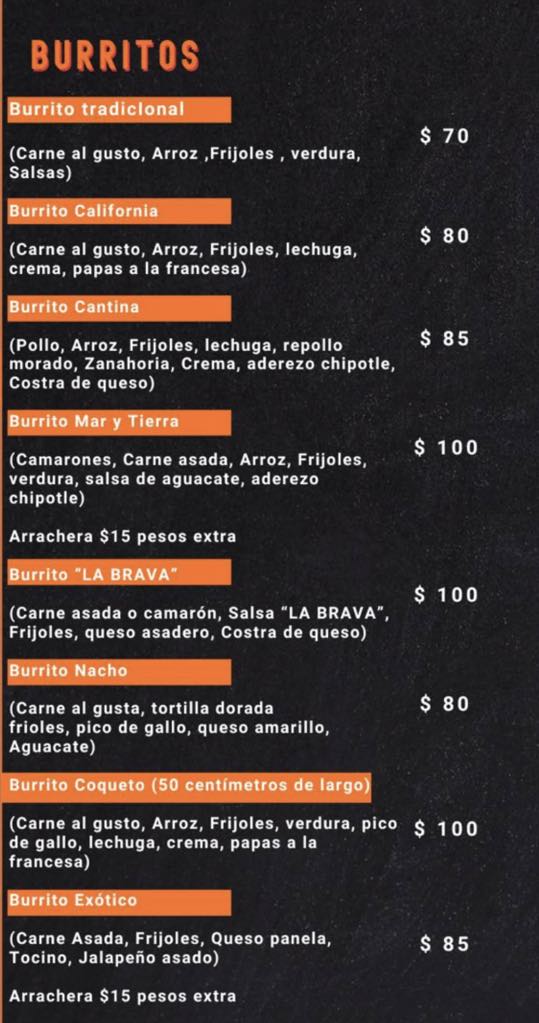 BURRITOS
Burrito tradicIonal
$ 70
(Carne al gusto, Arroz ,Frijoles , verdura,
Salsas)
Burrito California
$ 80
(Carne al gusto, Arroz, Frijoles, lechuga,
crema, papas a la francesa)
Burrito Cantina
$ 85
(Pollo, Arroz, Frijoles, lechuga, repollo
morado, Zanahoria, Crema, aderezo chipotle,
Costra de queso)
Burrito Mar y Tierra
$ 100
(Camarones, Carne asada, Arroz, Frijoles,
verdura, salsa de aguacate, aderezo
chipotle)
Arrachera $15 pesos extra
Burrito “LA BRAVA”
$ 100
(Carne asada o camarón, Salsa “LA BRAVA”,
Frijoles, queso asadero, Costra de queso)
Burrito Nacho
$ 80
(Carne al gusta, tortilla dorada
frioles, pico de gallo, queso amarillo,
Aguacate)
Burrito Coqueto (50 centímetros de largo)
(Carne al gusto, Arroz, Frijoles, verdura, pico
$ 100
de gallo, lechuga, crema, papas a la
francesa)
Burrito Exótico
(Carne Asada, Frijoles, Queso panela,
$ 85
Tocino, Jalapeño asado)
Arrachera $15 pesos extra